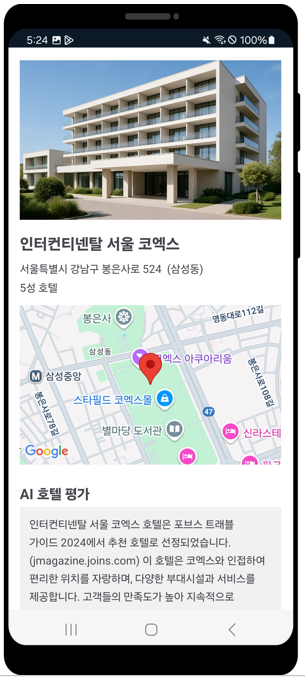 5:24
100%
인터컨티넨탈 서울 코엑스
서울특별시 강남구 봉은사로 524 (삼성동)
5성 호텔
봉은사
영동대로112길
삼성동
코엑스 아쿠아리움
M 삼성중앙
스타필드 코엑스몰
봉은사로108길
봉은사로78길
47
별마당 도서관
신라스테
Google
AI 호텔 평가
인터컨티넨탈 서울 코엑스 호텔은 포브스 트래블
가이드 2024에서 추천 호텔로 선정되었습니다.
(jmagazine.joins.com) 이 호텔은 코엑스와 인접하여
편리한 위치를 자랑하며, 다양한 부대시설과 서비스를
제공합니다. 고객들의 만족도가 높아 지속적으로